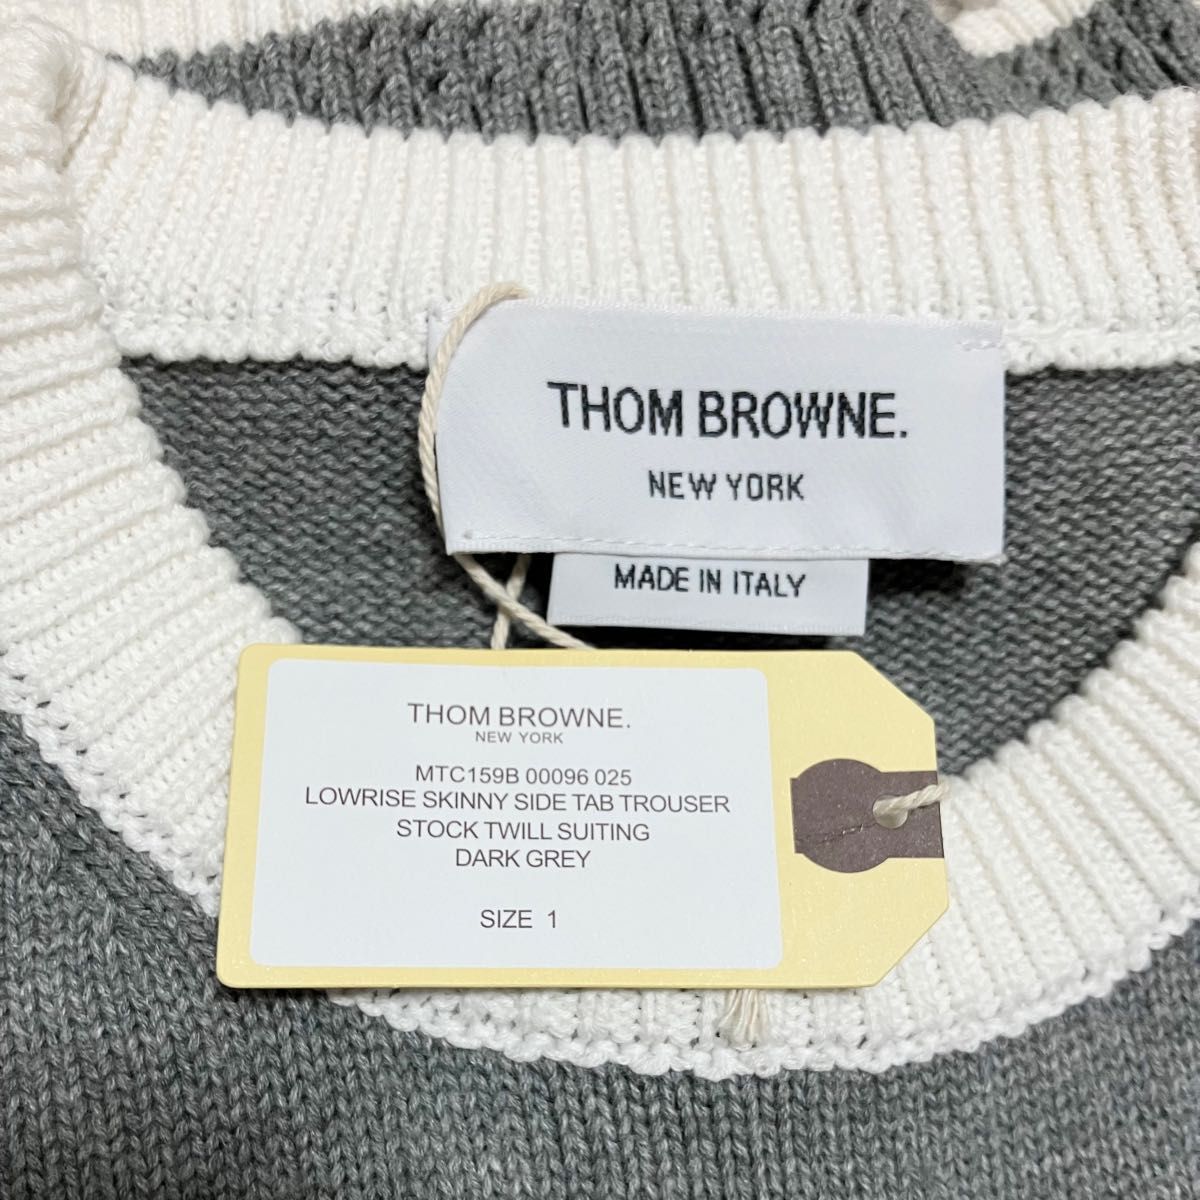 THOM BROWNE.
NEW YORK
MADE IN ITALY
THOM BROWNE.
NEW YORK
MTC159B 00096 025
LOWRISE SKINNY SIDE TAB TROUSER
STOCK TWILL SUITING
DARK GREY
SIZE 1